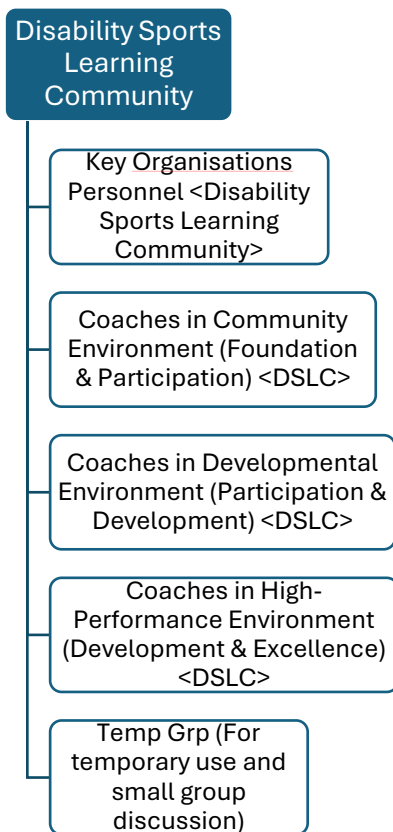 Disability Sports
Learning
Community
Key Organisations
Personnel <Disability
Sports Learning
Community>
Coaches in Community
Environment (Foundation
& Participation) <DSLC>
Coaches in Developmental
Environment (Participation &
Development) <DSLC>
Coaches in High-
Performance Environment
(Development & Excellence)
<DSLC>
Temp Grp (For
temporary use and
small group
discussion)